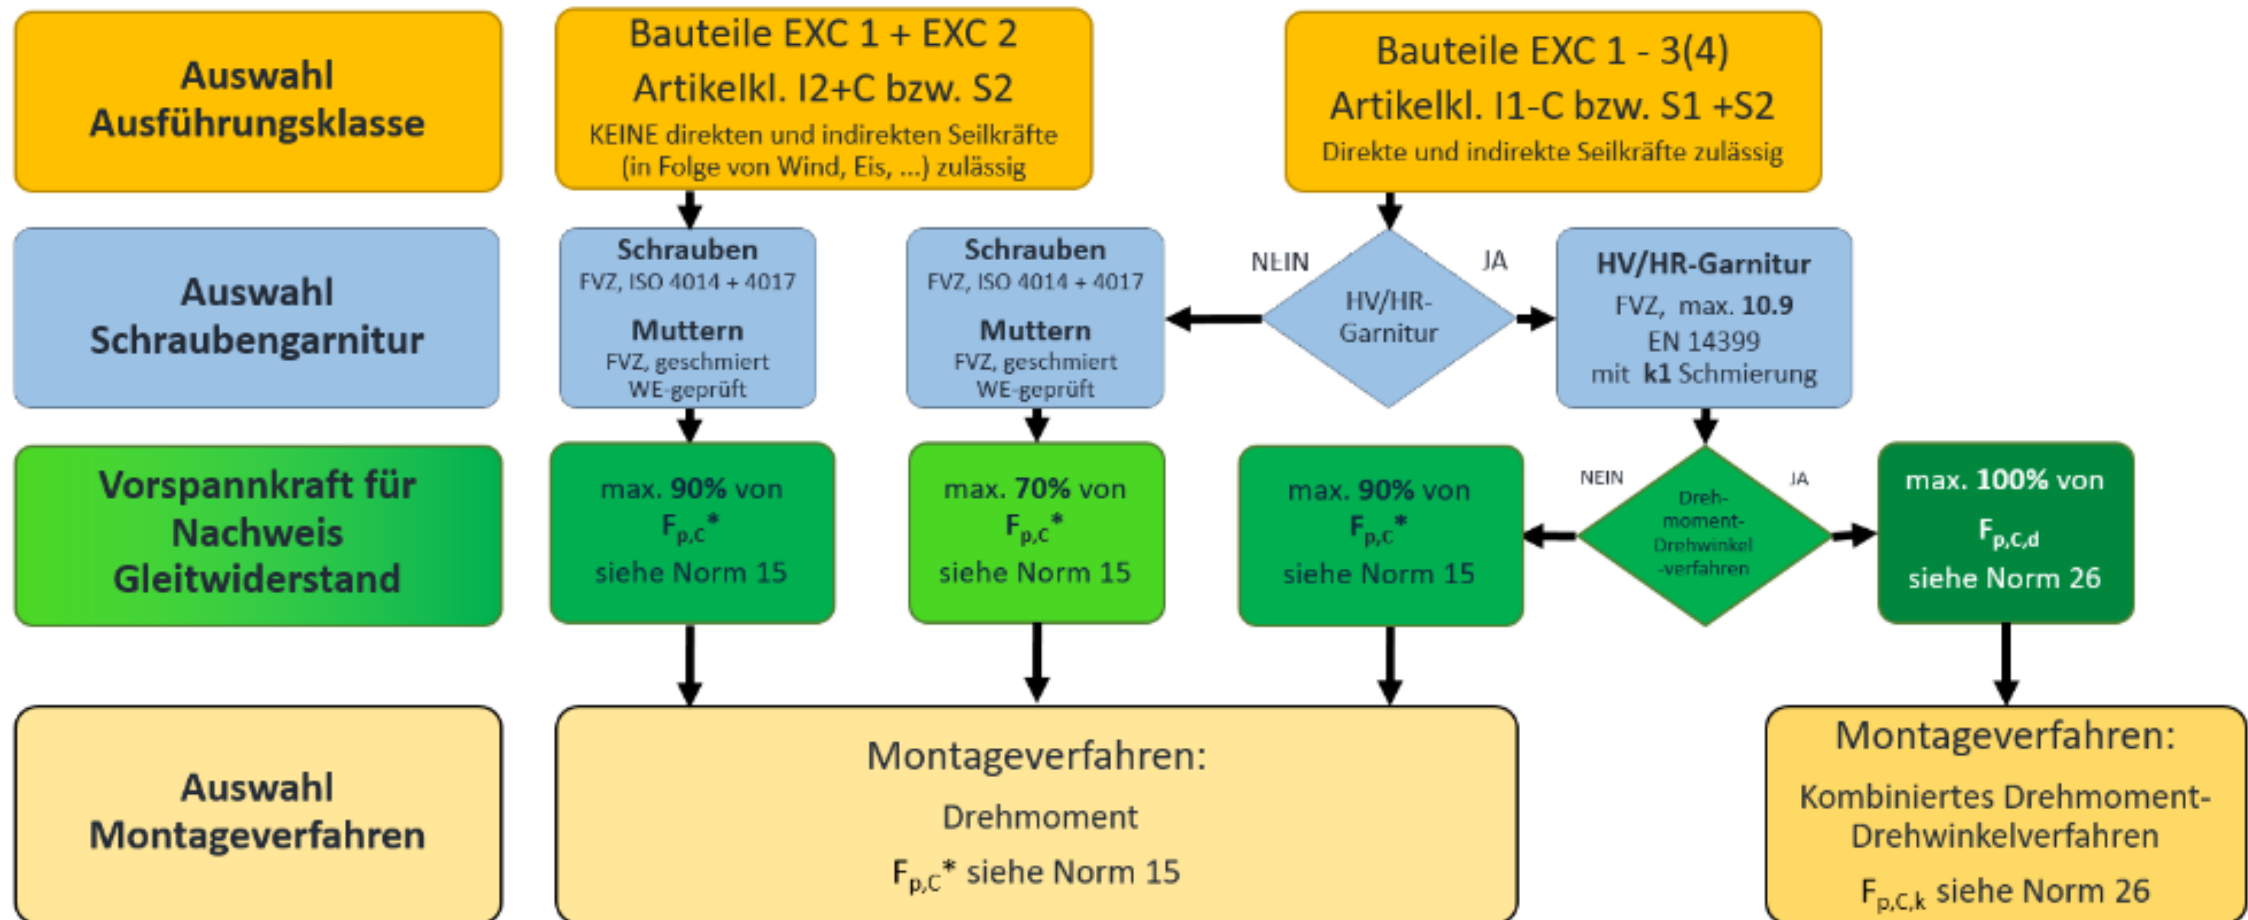 Auswahl
Ausführungsklasse
Bauteile EXC 1 + EXC 2
Artikelkl. I2+C bzw. S2
KEINE direkten und indirekten Seilkräfte
(in Folge von Wind, Eis, ...) zulässig
Bauteile EXC 1 - 3(4)
Artikelkl. I1-C bzw. S1 +S2
Direkte und indirekte Seilkräfte zulässig
Auswahl
Schraubengarnitur
Schrauben
FVZ, ISO 4014 + 4017
Muttern
FVZ, geschmiert
WE-geprüft
Schrauben
FVZ, ISO 4014 + 4017
Muttern
FVZ, geschmiert
WE-geprüft
NEIN
HV/HR-
Garnitur
JA
HV/HR-Garnitur
FVZ, max. 10.9
EN 14399
mit k1 Schmierung
Vorspannkraft für
Nachweis
Gleitwiderstand
max. 90% von
Fp,C*
siehe Norm 15
max. 70% von
Fp,C*
siehe Norm 15
max. 90% von
Fp,C*
siehe Norm 15
NEIN
Dreh-
moment-
Drehwinkel
-verfahren
JA
max. 100% von
Fp,C,d
siehe Norm 26
Auswahl
Montageverfahren
Montageverfahren:
Drehmoment
Fp,C* siehe Norm 15
Montageverfahren:
Kombiniertes Drehmoment-
Drehwinkelverfahren
Fp,C,k siehe Norm 26